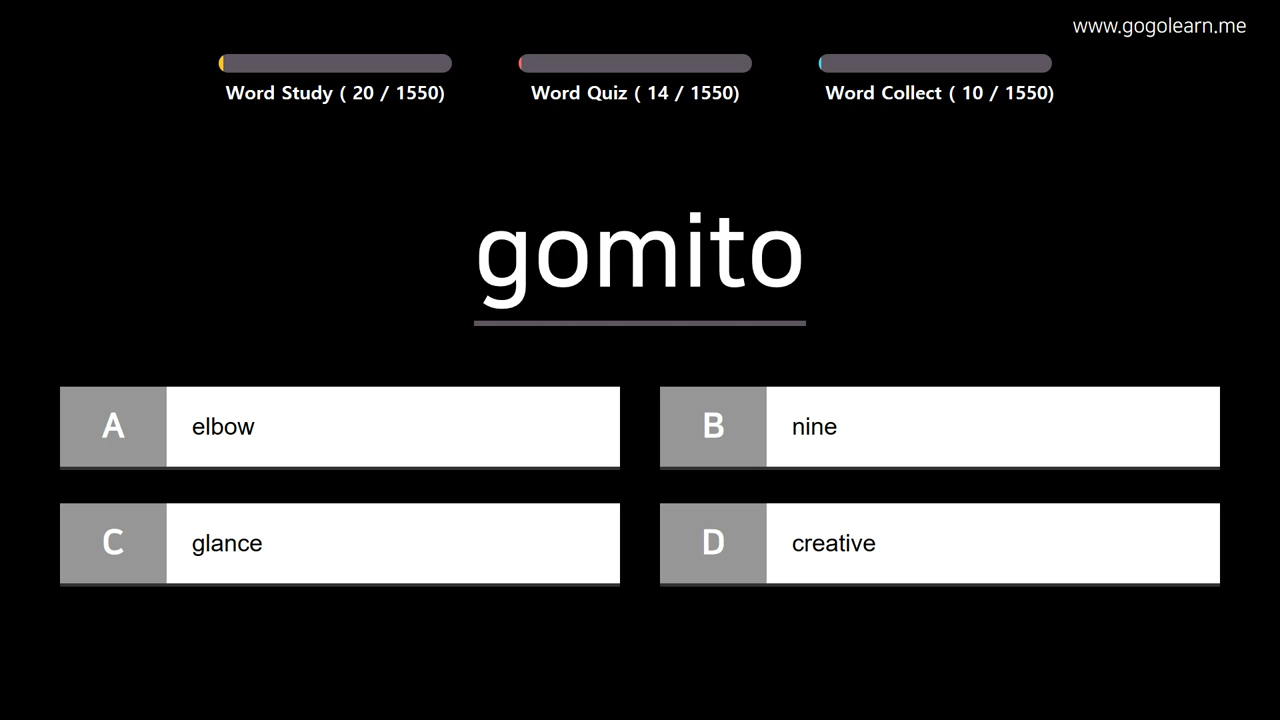 www.gogolearn.me
Word Study ( 20 / 1550)
Word Quiz ( 14 / 1550)
Word Collect ( 10 / 1550)
gomito
A elbow
B nine
C glance
D creative